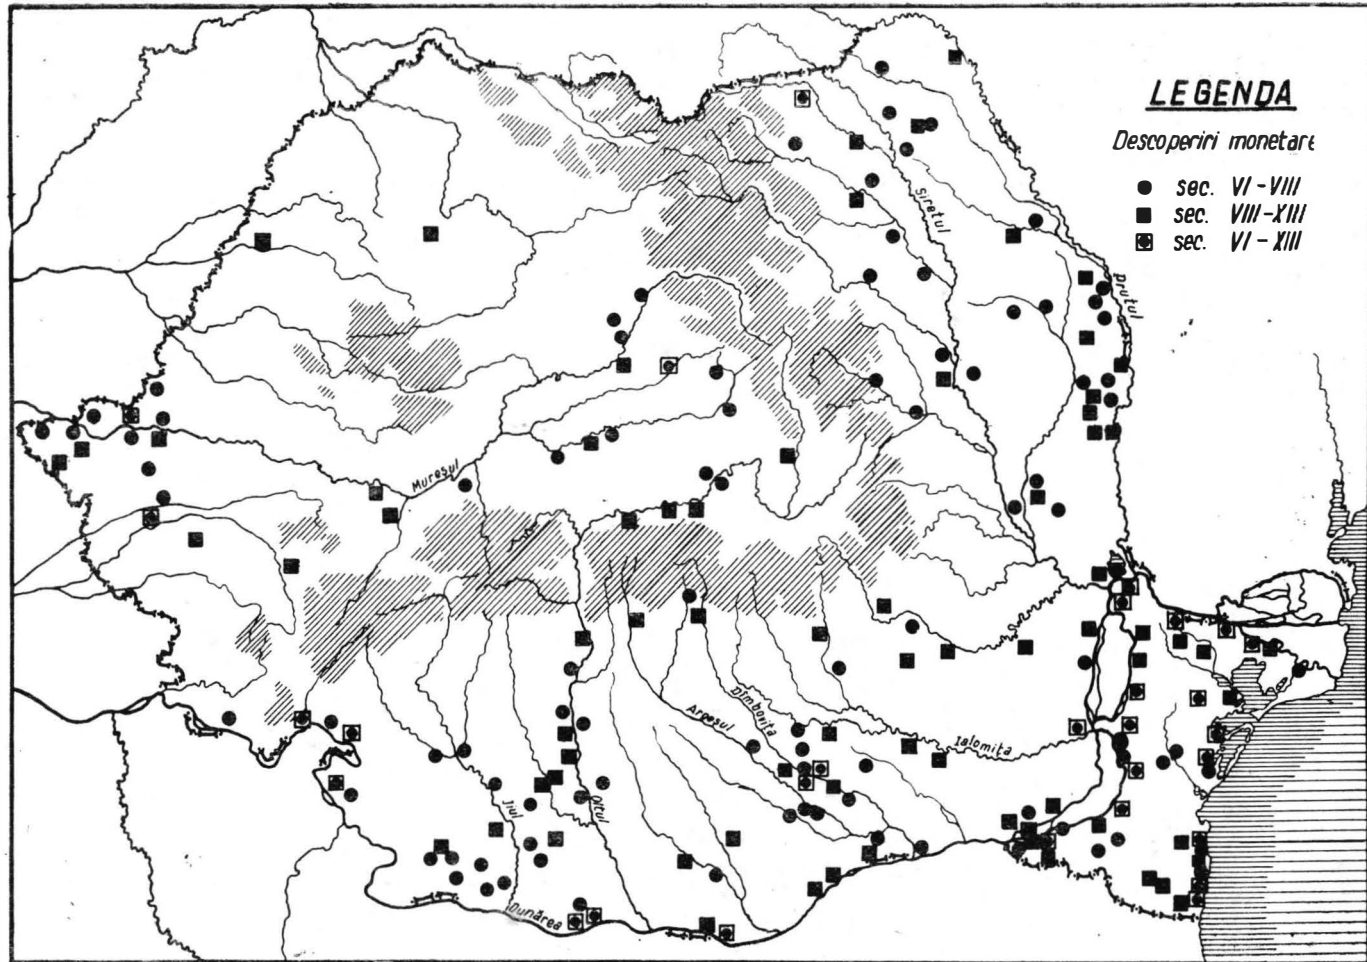 LEGENDA
Descoperiri monetare
sec. VI-VIII
sec. VIII-XIII
sec. VI-XIII
Siretul
Prutul
Mureșul
Dîmbovița
Argeșul
Ialomița
Jiul
Oltul
Dunărea